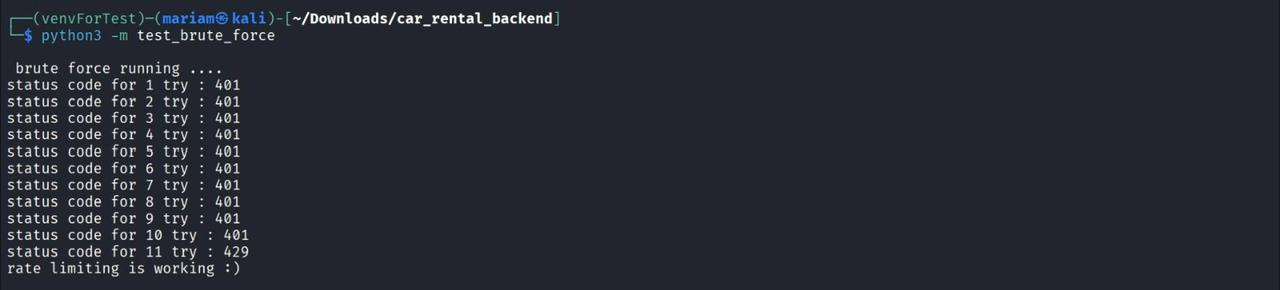 ┌──(venvForTest)─(mariam㉿kali)-[~/Downloads/car_rental_backend]
└─$ python3 -m test_brute_force
 brute force running ....
status code for 1 try : 401
status code for 2 try : 401
status code for 3 try : 401
status code for 4 try : 401
status code for 5 try : 401
status code for 6 try : 401
status code for 7 try : 401
status code for 8 try : 401
status code for 9 try : 401
status code for 10 try : 401
status code for 11 try : 429
rate limiting is working :)